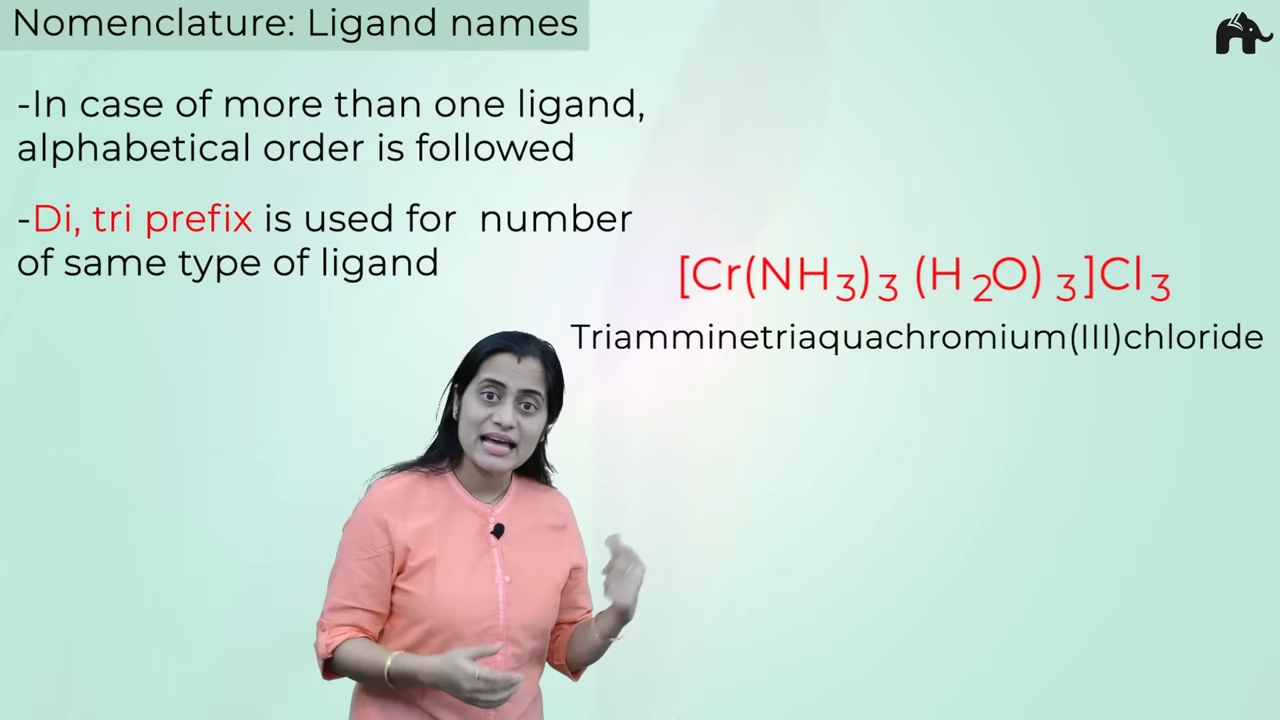 Nomenclature: Ligand names
-In case of more than one ligand,
alphabetical order is followed
-Di, tri prefix is used for number
of same type of ligand
[Cr(NH₃)₃ (H₂O) ₃]Cl₃
Triamminetriaquachromium(III)chloride